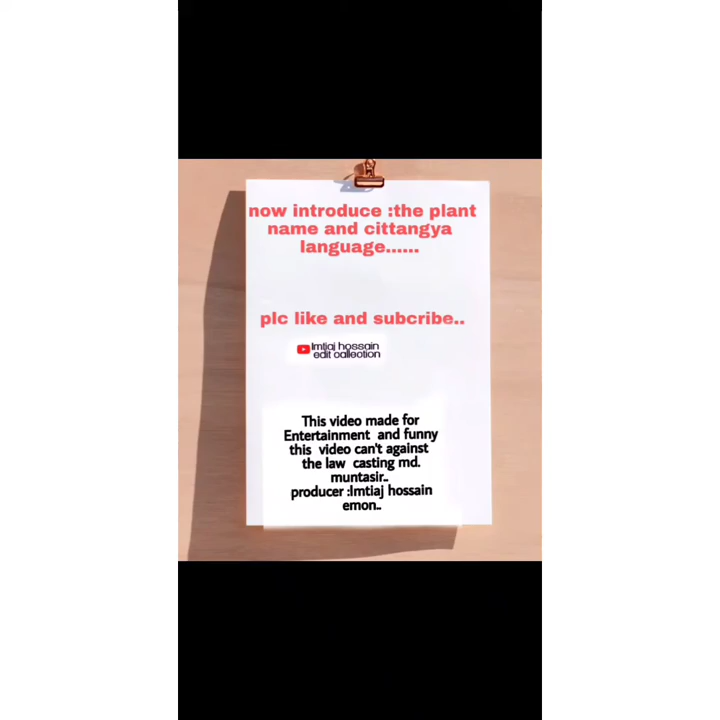 now introduce :the plant
name and cittangya
language......
plc like and subcribe..
Imtiaj hossain
edit oallection
This video made for
Entertainment and funny
this video can't against
the law casting md.
muntasir..
producer :Imtiaj hossain
emon..